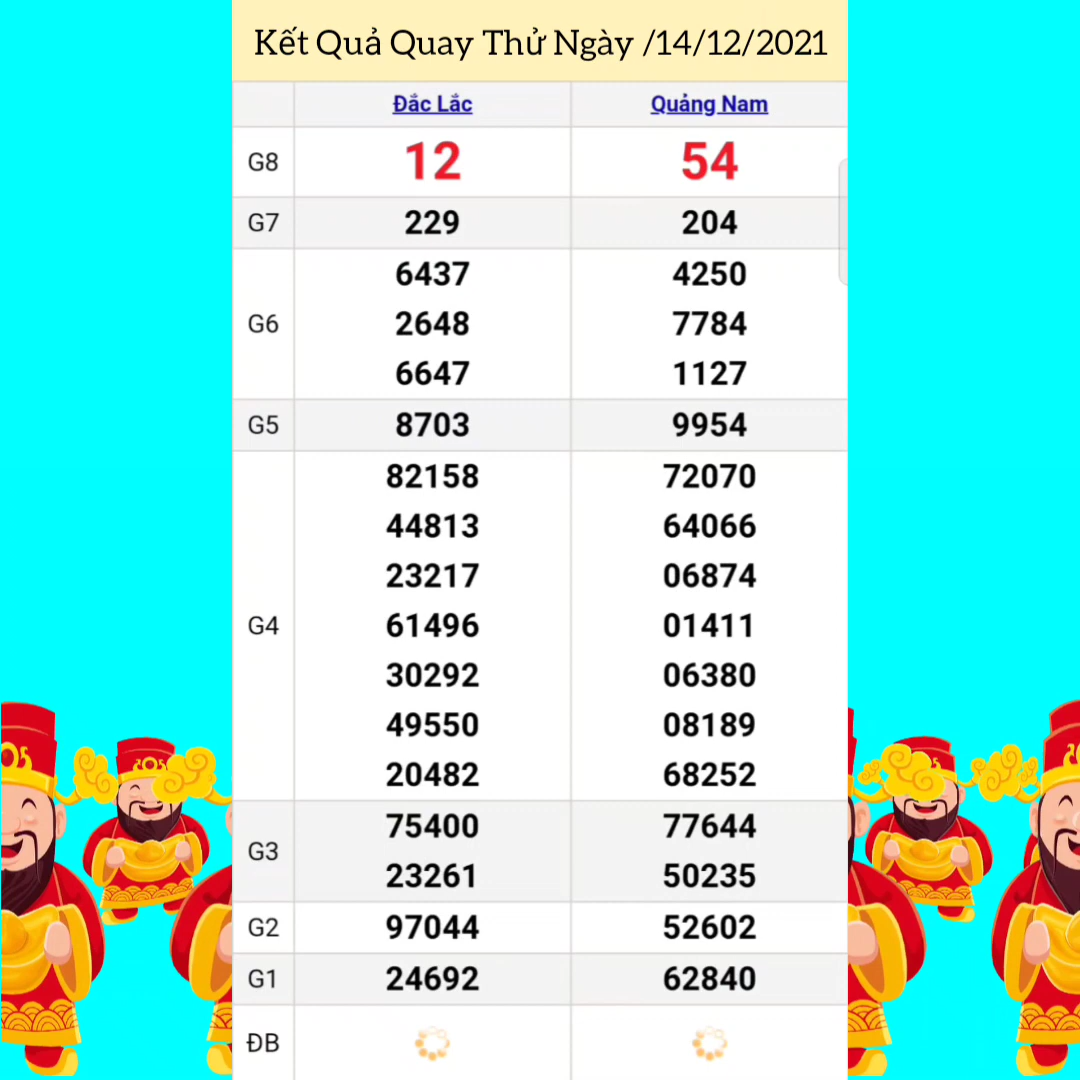 Kết Quả Quay Thử Ngày /14/12/2021
Đắc Lắc Quảng Nam
G8 12 54
G7 229 204
6437 4250
G6 2648 7784
6647 1127
G5 8703 9954
82158 72070
44813 64066
23217 06874
G4 61496 01411
30292 06380
49550 08189
20482 68252
75400 77644
G3
23261 50235
G2 97044 52602
G1 24692 62840
ĐB